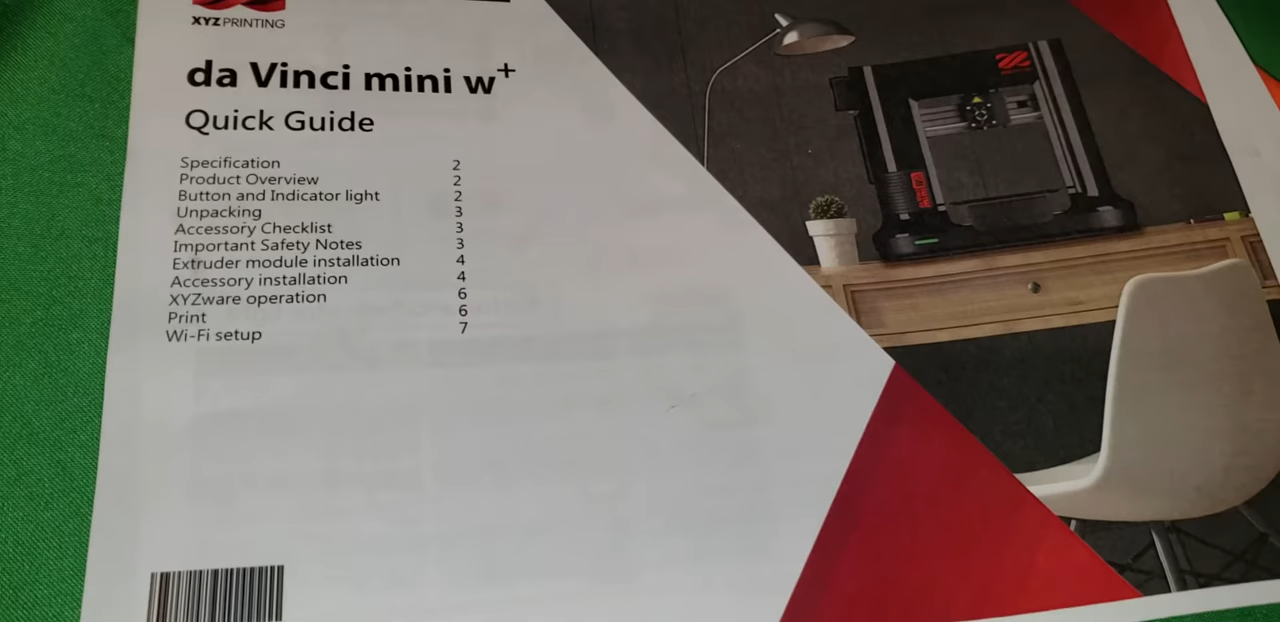 XYZPRINTING
da Vinci mini w+
Quick Guide
Specification 2
Product Overview 2
Button and Indicator light 2
Unpacking 3
Accessory Checklist 3
Important Safety Notes 3
Extruder module installation 4
Accessory installation 4
XYZware operation 6
Print 6
Wi-Fi setup 7